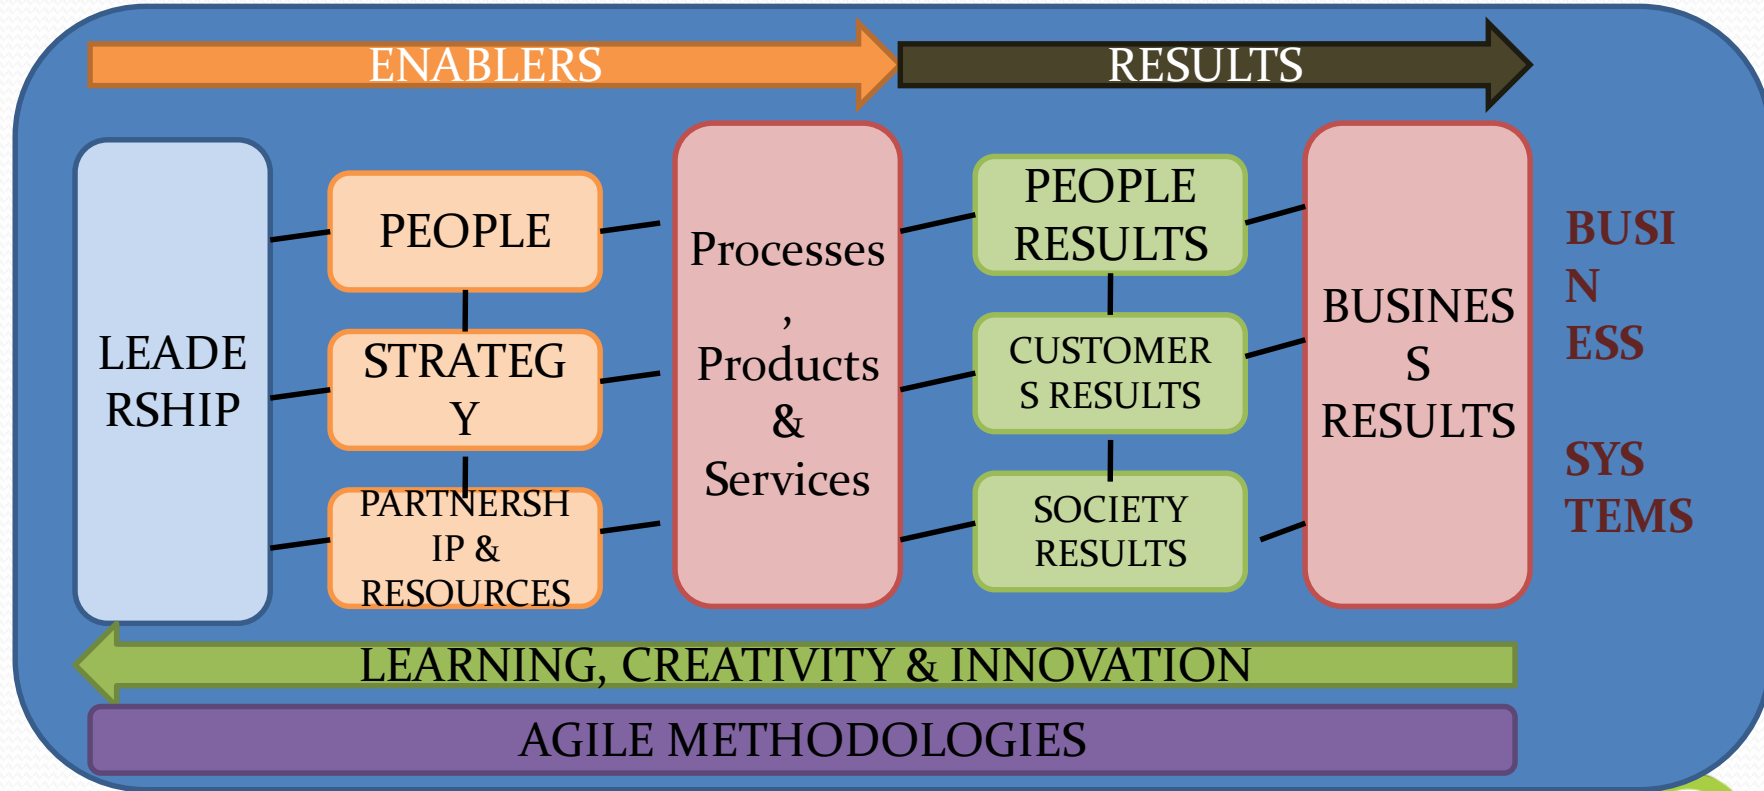 ENABLERS
RESULTS
LEADE
RSHIP
PEOPLE
STRATEG
Y
PARTNERSH
IP &
RESOURCES
Processes
,
Products
&
Services
PEOPLE
RESULTS
CUSTOMER
S RESULTS
SOCIETY
RESULTS
BUSINES
S
RESULTS
BUSI
N
ESS
SYS
TEMS
LEARNING, CREATIVITY & INNOVATION
AGILE METHODOLOGIES